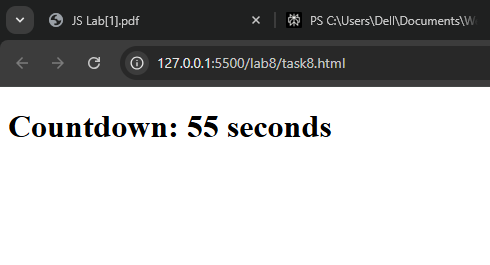 JS Lab[1].pdf
PS C:\Users\Dell\Documents\We
127.0.0.1:5500/lab8/task8.html
Countdown: 55 seconds